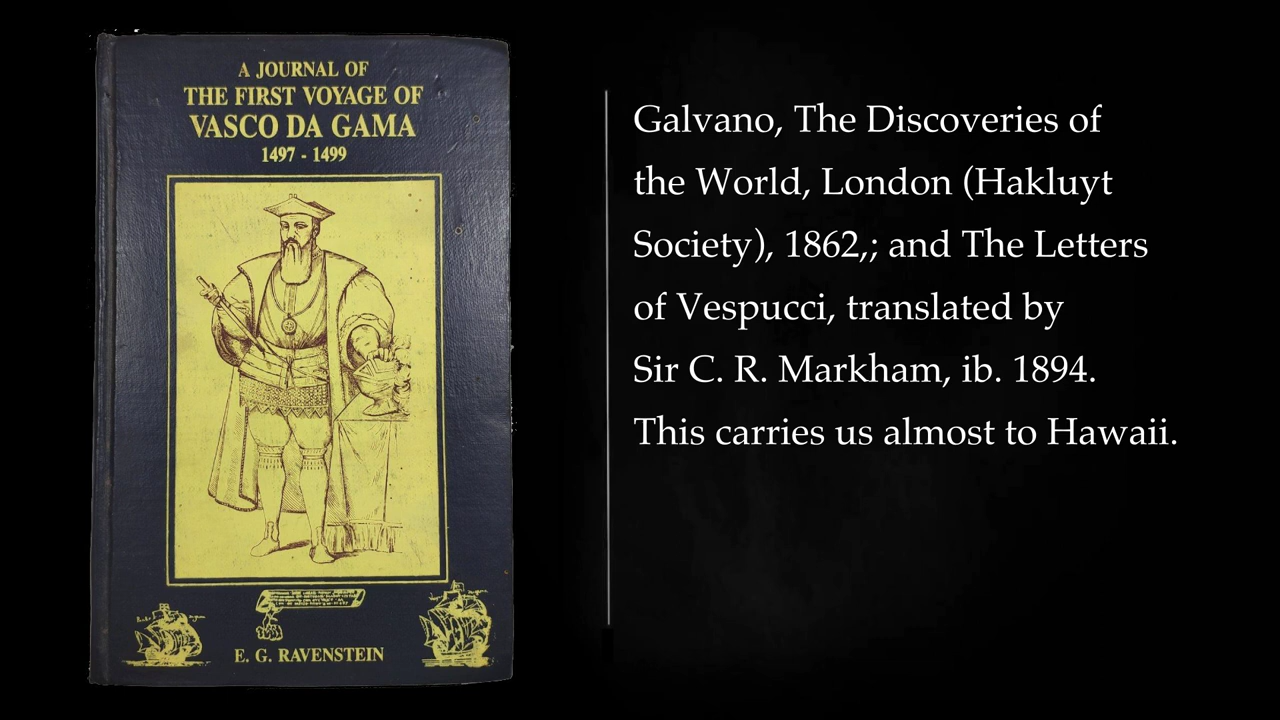 A JOURNAL OF
THE FIRST VOYAGE OF
VASCO DA GAMA
1497 - 1499
E. G. RAVENSTEIN
Galvano, The Discoveries of
the World, London (Hakluyt
Society), 1862,; and The Letters
of Vespucci, translated by
Sir C. R. Markham, ib. 1894.
This carries us almost to Hawaii.